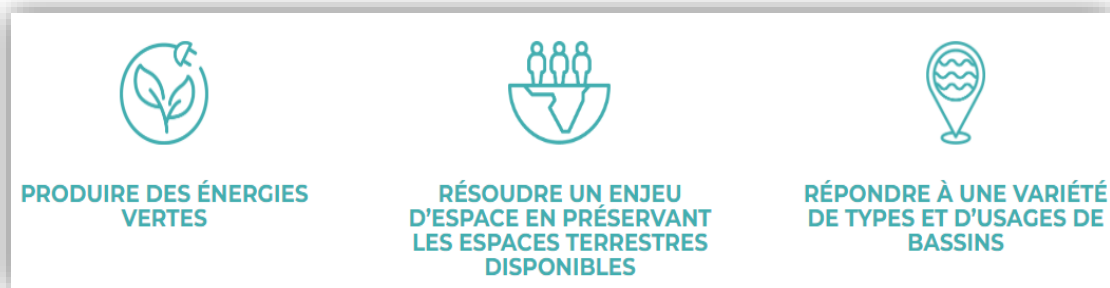 PRODUIRE DES ÉNERGIES
VERTES
RÉSOUDRE UN ENJEU
D'ESPACE EN PRÉSERVANT
LES ESPACES TERRESTRES
DISPONIBLES
RÉPONDRE À UNE VARIÉTÉ
DE TYPES ET D'USAGES DE
BASSINS